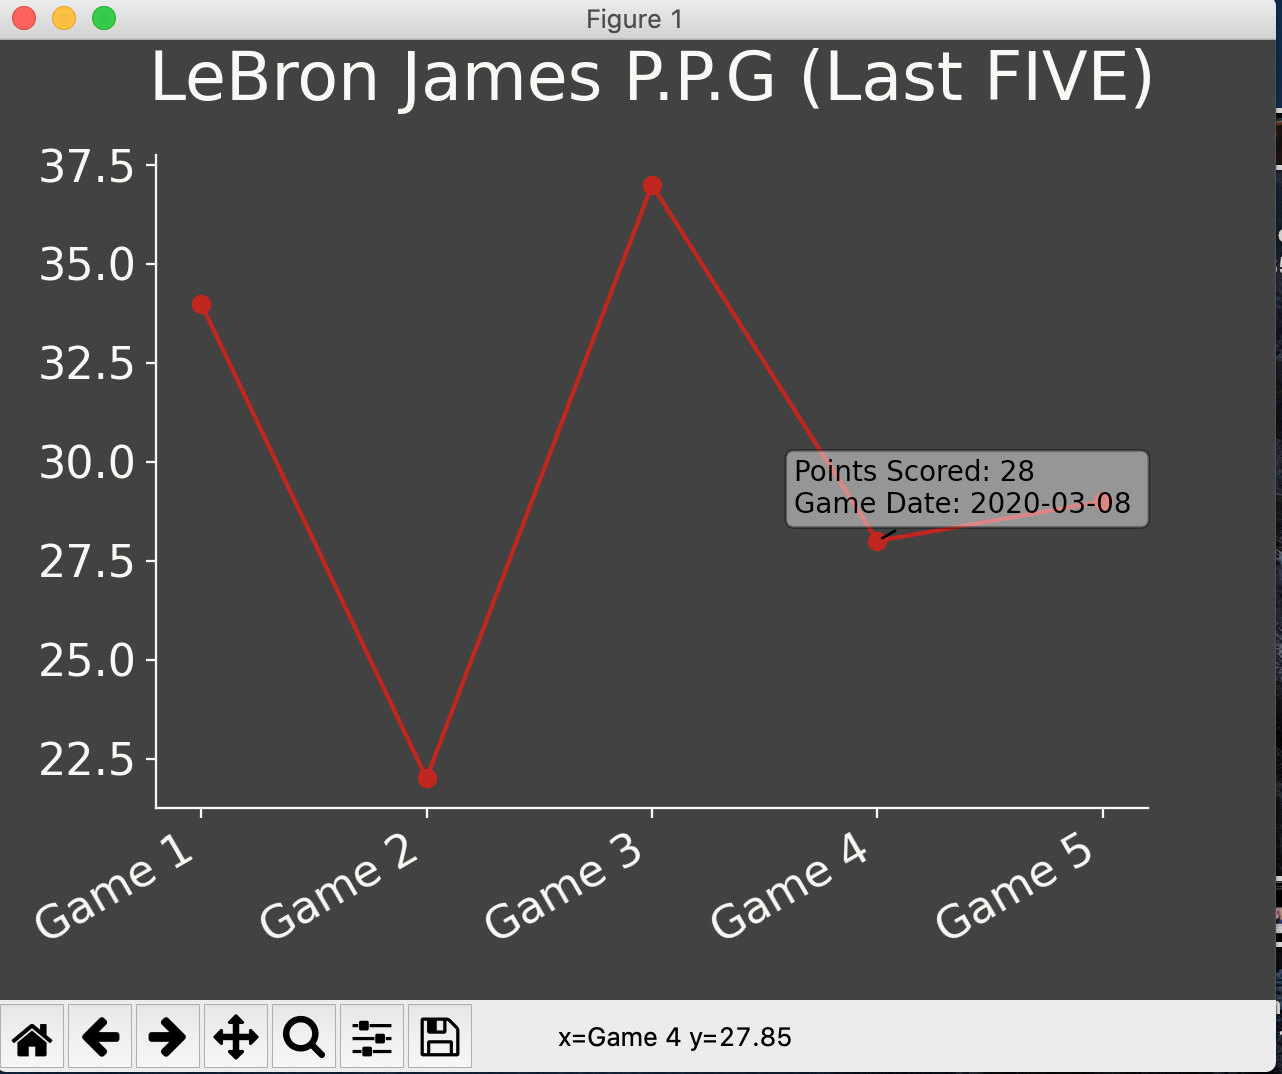 Figure 1
LeBron James P.P.G (Last FIVE)
37.5
35.0
32.5
30.0
27.5
25.0
22.5
Points Scored: 28
Game Date: 2020-03-08
Game 1
Game 2
Game 3
Game 4
Game 5
x=Game 4 y=27.85